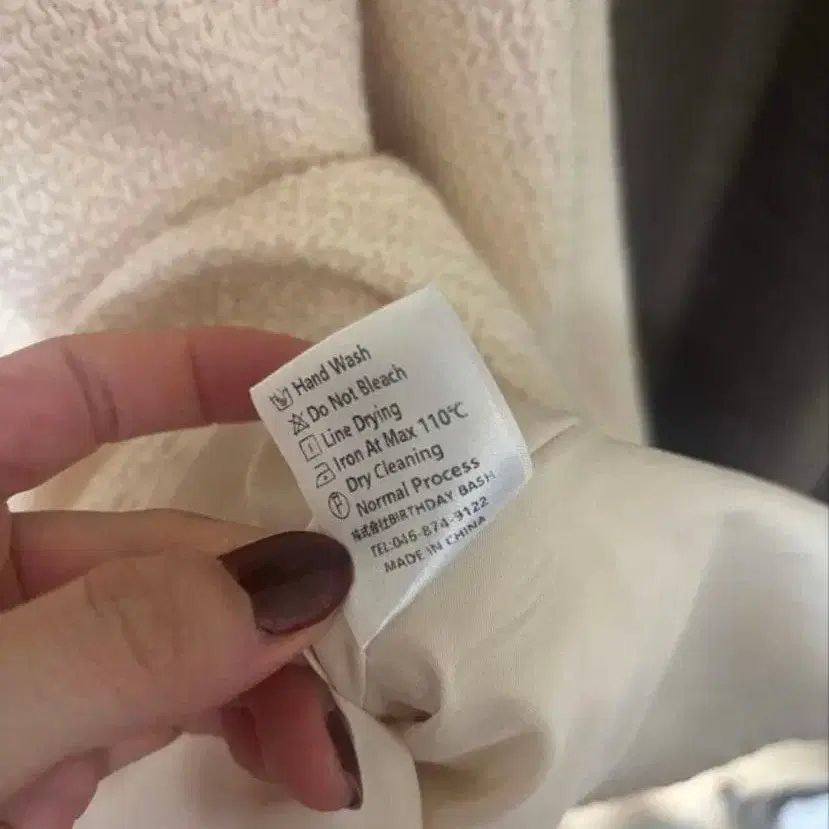 Hand Wash
Do Not Bleach
Line Drying
Iron At Max 110℃
Dry Cleaning
Normal Process
株式会社BIRTHDAY BASH
TEL:046-874-9122
MADE IN CHINA